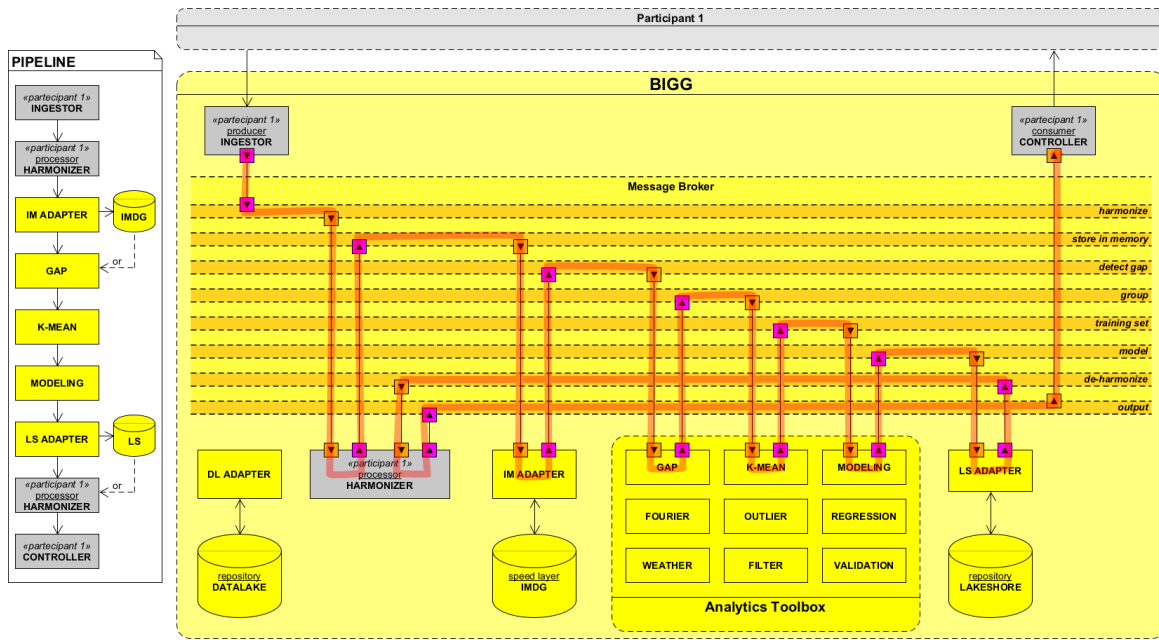 Participant 1
PIPELINE
«partecipant 1»
INGESTOR
«partecipant 1»
processor
HARMONIZER
IM ADAPTER
IMDG
or
GAP
K-MEAN
MODELING
LS ADAPTER
LS
or
«partecipant 1»
processor
HARMONIZER
«partecipant 1»
CONTROLLER
BIGG
«partecipant 1»
producer
INGESTOR
«partecipant 1»
consumer
CONTROLLER
Message Broker
harmonize
store in memory
detect gap
group
training set
model
de-harmonize
output
DL ADAPTER
«participant 1»
processor
HARMONIZER
IM ADAPTER
GAP
K-MEAN
MODELING
LS ADAPTER
FOURIER
OUTLIER
REGRESSION
WEATHER
FILTER
VALIDATION
repository
DATALAKE
speed layer
IMDG
Analytics Toolbox
repository
LAKESHORE